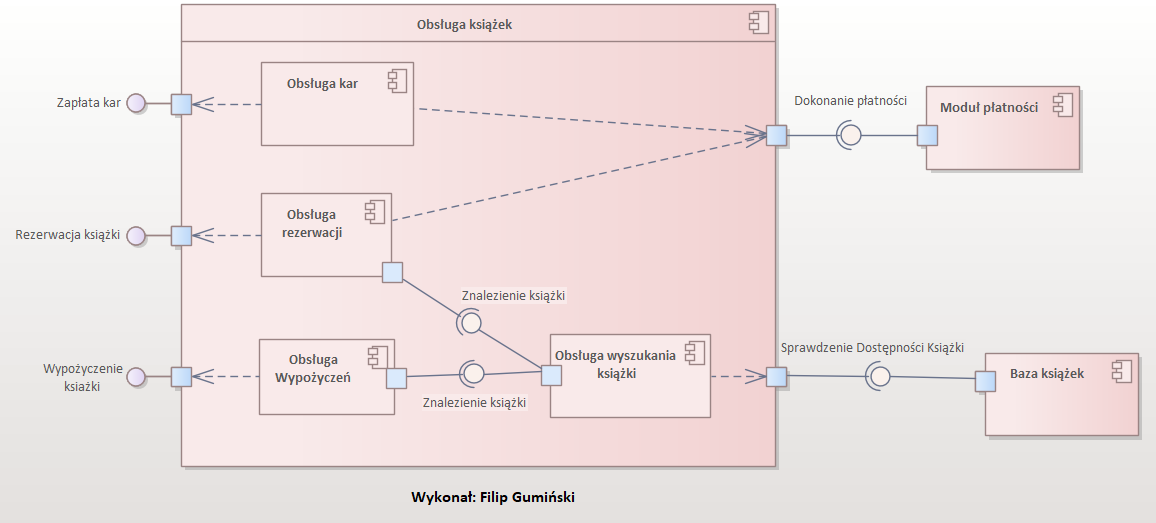 Obsługa książek
Obsługa kar
Zapłata kar
Dokonanie płatności
Moduł płatności
Obsługa
rezerwacji
Rezerwacja książki
Znalezienie książki
Obsługa
Wypożyczeń
Wypożyczenie
ksiażki
Znalezienie książki
Obsługa wyszukania
książki
Sprawdzenie Dostępności Książki
Baza książek
Wykonał: Filip Gumiński